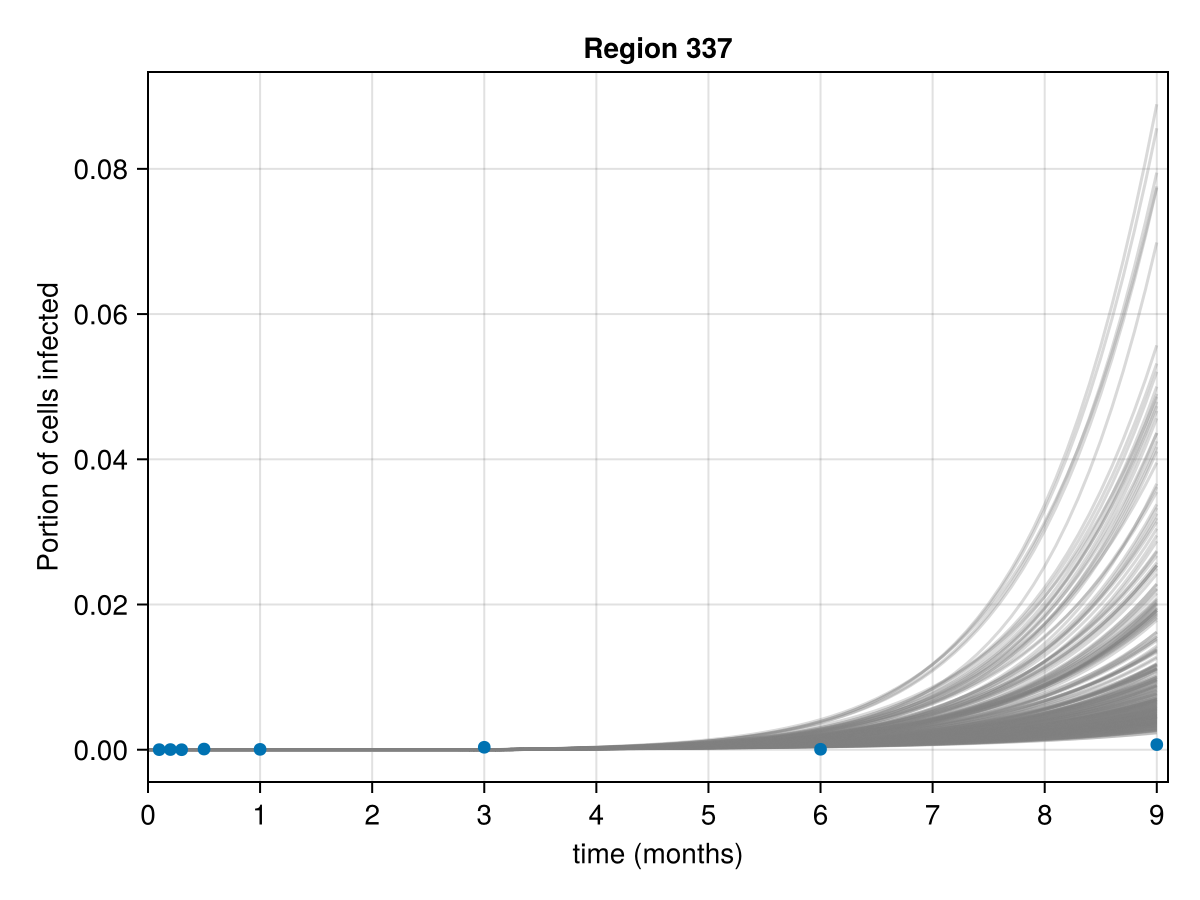 Region 337
Portion of cells infected
0.08
0.06
0.04
0.02
0.00
0 1 2 3 4 5 6 7 8 9
time (months)